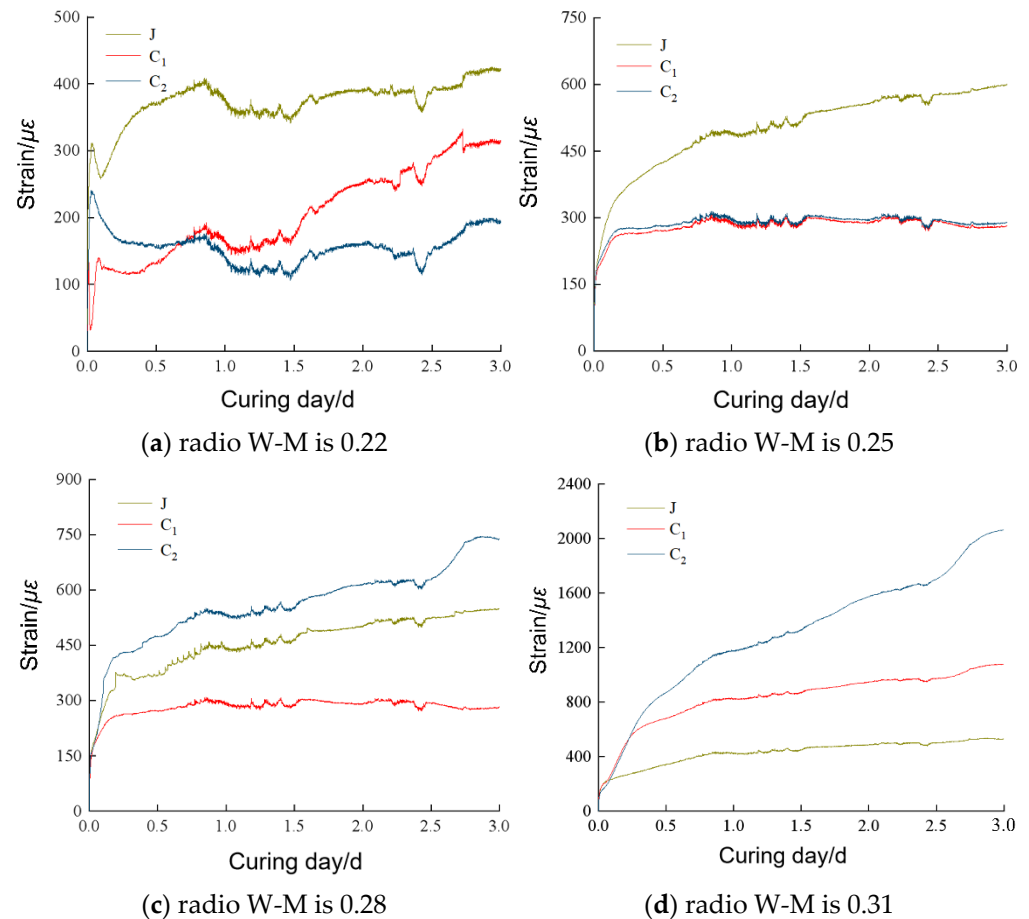 500
400
300
200
100
0
Strain/με
J
C1
C2
0.0 0.5 1.0 1.5 2.0 2.5 3.0
Curing day/d
(a) radio W-M is 0.22
750
600
450
300
150
0
Strain/με
J
C1
C2
0.0 0.5 1.0 1.5 2.0 2.5 3.0
Curing day/d
(b) radio W-M is 0.25
900
750
600
450
300
150
0
Strain/με
J
C1
C2
0.0 0.5 1.0 1.5 2.0 2.5 3.0
Curing day/d
(c) radio W-M is 0.28
2400
2000
1600
1200
800
400
0
Strain/με
J
C1
C2
0.0 0.5 1.0 1.5 2.0 2.5 3.0
Curing day/d
(d) radio W-M is 0.31